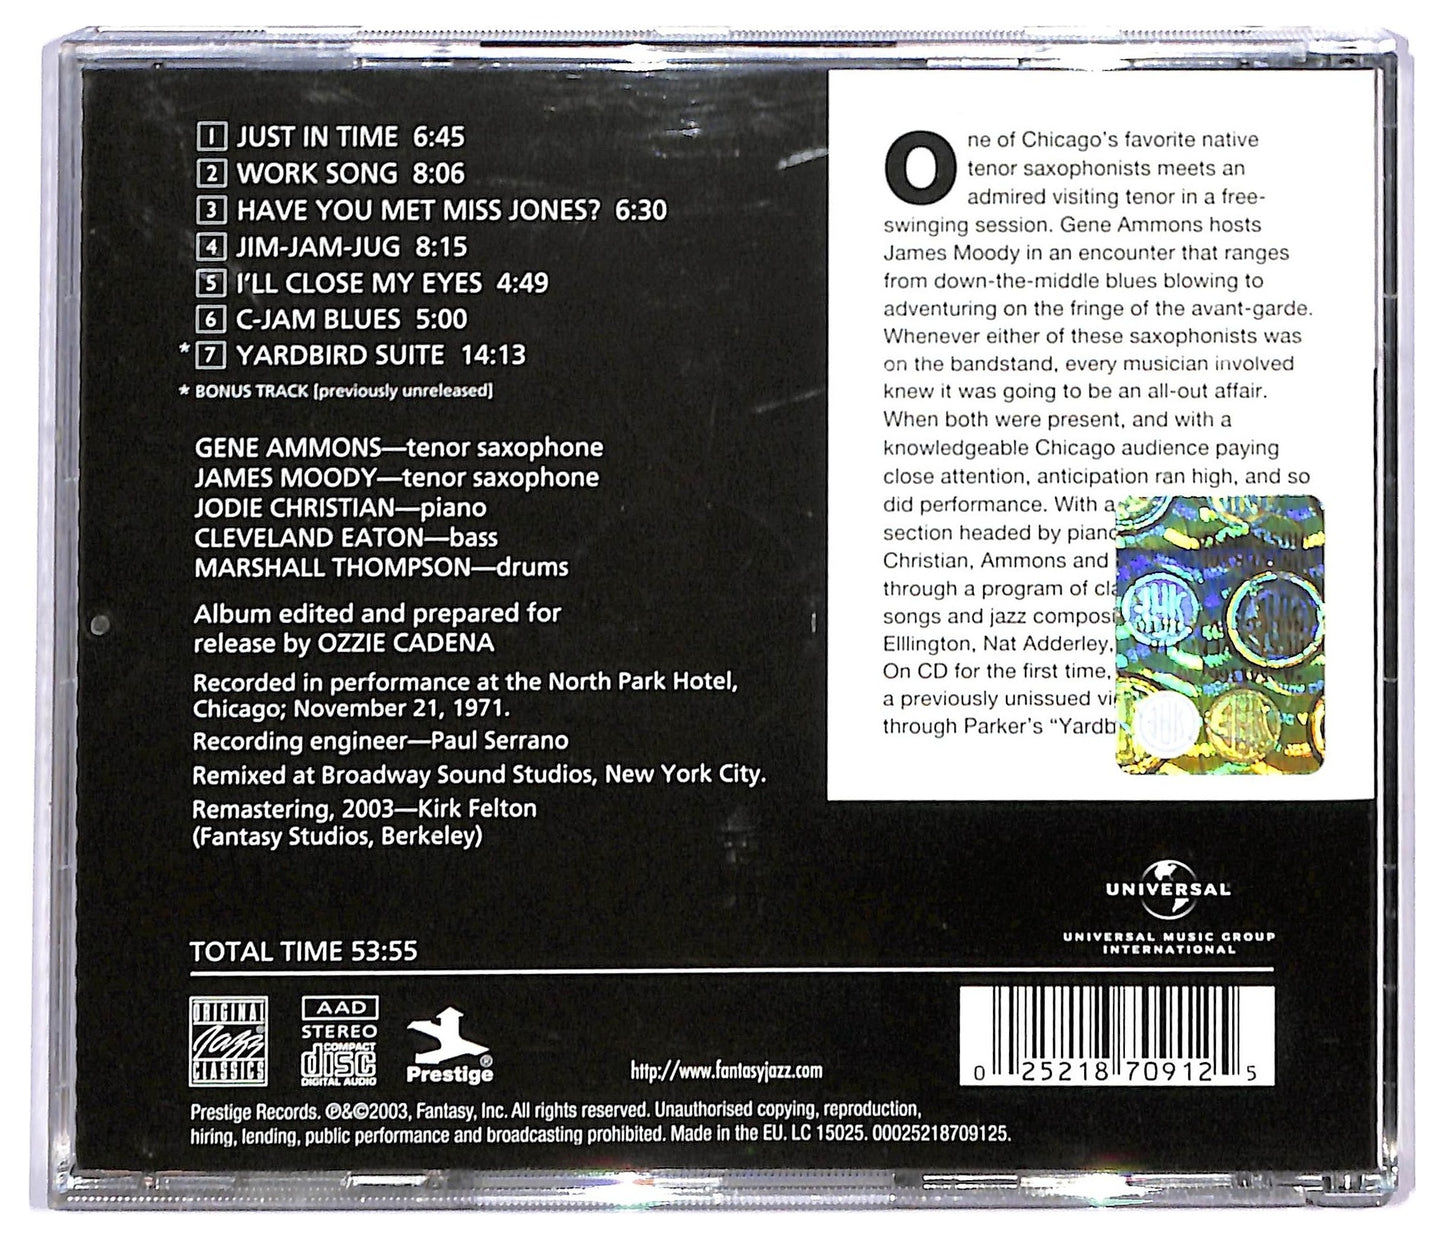 1 JUST IN TIME 6:45
2 WORK SONG 8:06
3 HAVE YOU MET MISS JONES? 6:30
4 JIM-JAM-JUG 8:15
5 I'LL CLOSE MY EYES 4:49
6 C-JAM BLUES 5:00
* 7 YARDBIRD SUITE 14:13
* BONUS TRACK [previously unreleased]
GENE AMMONS—tenor saxophone
JAMES MOODY—tenor saxophone
JODIE CHRISTIAN—piano
CLEVELAND EATON—bass
MARSHALL THOMPSON—drums
Album edited and prepared for
release by OZZIE CADENA
Recorded in performance at the North Park Hotel,
Chicago; November 21, 1971.
Recording engineer—Paul Serrano
Remixed at Broadway Sound Studios, New York City.
Remastering, 2003—Kirk Felton
(Fantasy Studios, Berkeley)
One of Chicago's favorite native
tenor saxophonists meets an
admired visiting tenor in a free-
swinging session. Gene Ammons hosts
James Moody in an encounter that ranges
from down-the-middle blues blowing to
adventuring on the fringe of the avant-garde.
Whenever either of these saxophonists was
on the bandstand, every musician involved
knew it was going to be an all-out affair.
When both were present, and with a
knowledgeable Chicago audience paying
close attention, anticipation ran high, and so
did performance. With a
section headed by
Christian, Ammons and
through a program of
songs and jazz
Elllington, Nat Adderley,
On CD for the first time,
a previously unissued
through Parker's
UNIVERSAL
UNIVERSAL MUSIC GROUP
INTERNATIONAL
TOTAL TIME 53:55
ORIGINAL
Jazz
CLASSICS
AAD
STEREO
COMPACT
disc
DIGITAL AUDIO
Prestige®
http://www.fantasyjazz.com
0 25218 70912 5
Prestige Records. ℗&©2003, Fantasy, Inc. All rights reserved. Unauthorised copying, reproduction,
hiring, lending, public performance and broadcasting prohibited. Made in the EU. LC 15025. 00025218709125.